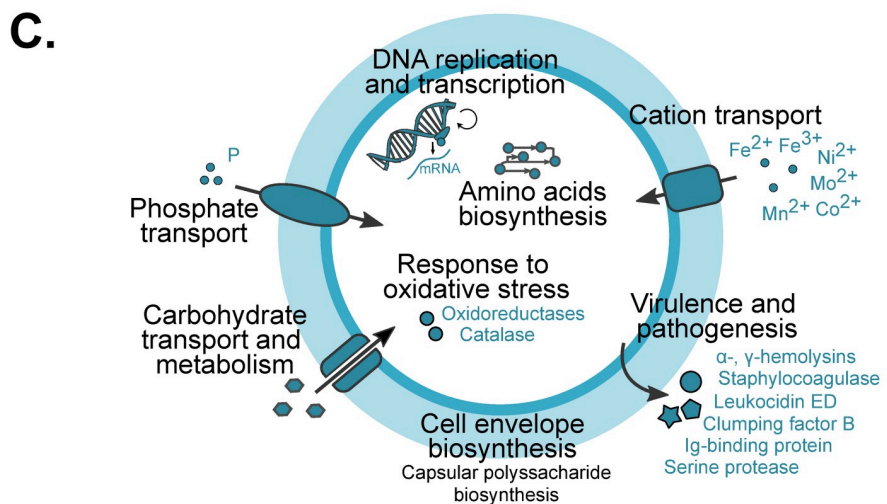 C.
DNA replication
and transcription
mRNA
Cation transport
Fe2+ Fe3+
Ni2+
Mo2+
Mn2+ Co2+
P
Phosphate
transport
Amino acids
biosynthesis
Response to
oxidative stress
Oxidoreductases
Catalase
Carbohydrate
transport and
metabolism
Virulence and
pathogenesis
α-, γ-hemolysins
Staphylocoagulase
Leukocidin ED
Clumping factor B
Ig-binding protein
Serine protease
Cell envelope
biosynthesis
Capsular polyssacharide
biosynthesis